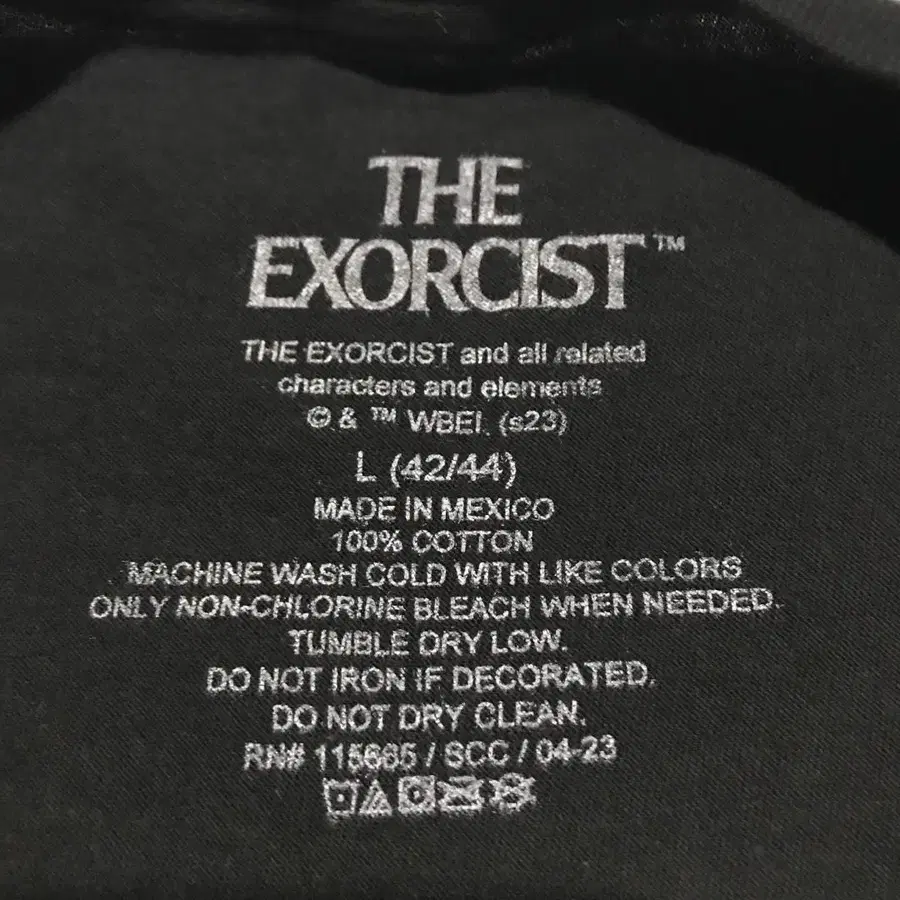 THE
EXORCIST™
THE EXORCIST and all related
characters and elements
© & ™ WBEI. (s23)
L (42/44)
MADE IN MEXICO
100% COTTON
MACHINE WASH COLD WITH LIKE COLORS
ONLY NON-CHLORINE BLEACH WHEN NEEDED.
TUMBLE DRY LOW.
DO NOT IRON IF DECORATED.
DO NOT DRY CLEAN.
RN# 115665 / SCC / 04-23